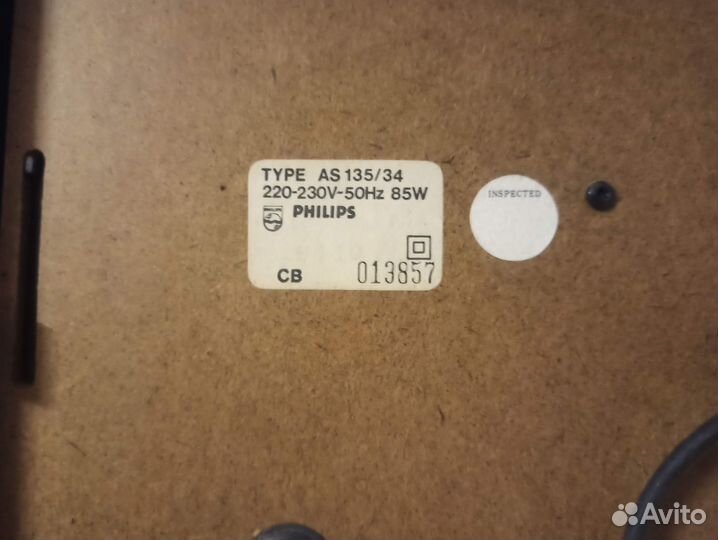 TYPE AS 135/34
220-230V~50Hz 85W
PHILIPS
CB 013857
INSPECTED
Avito